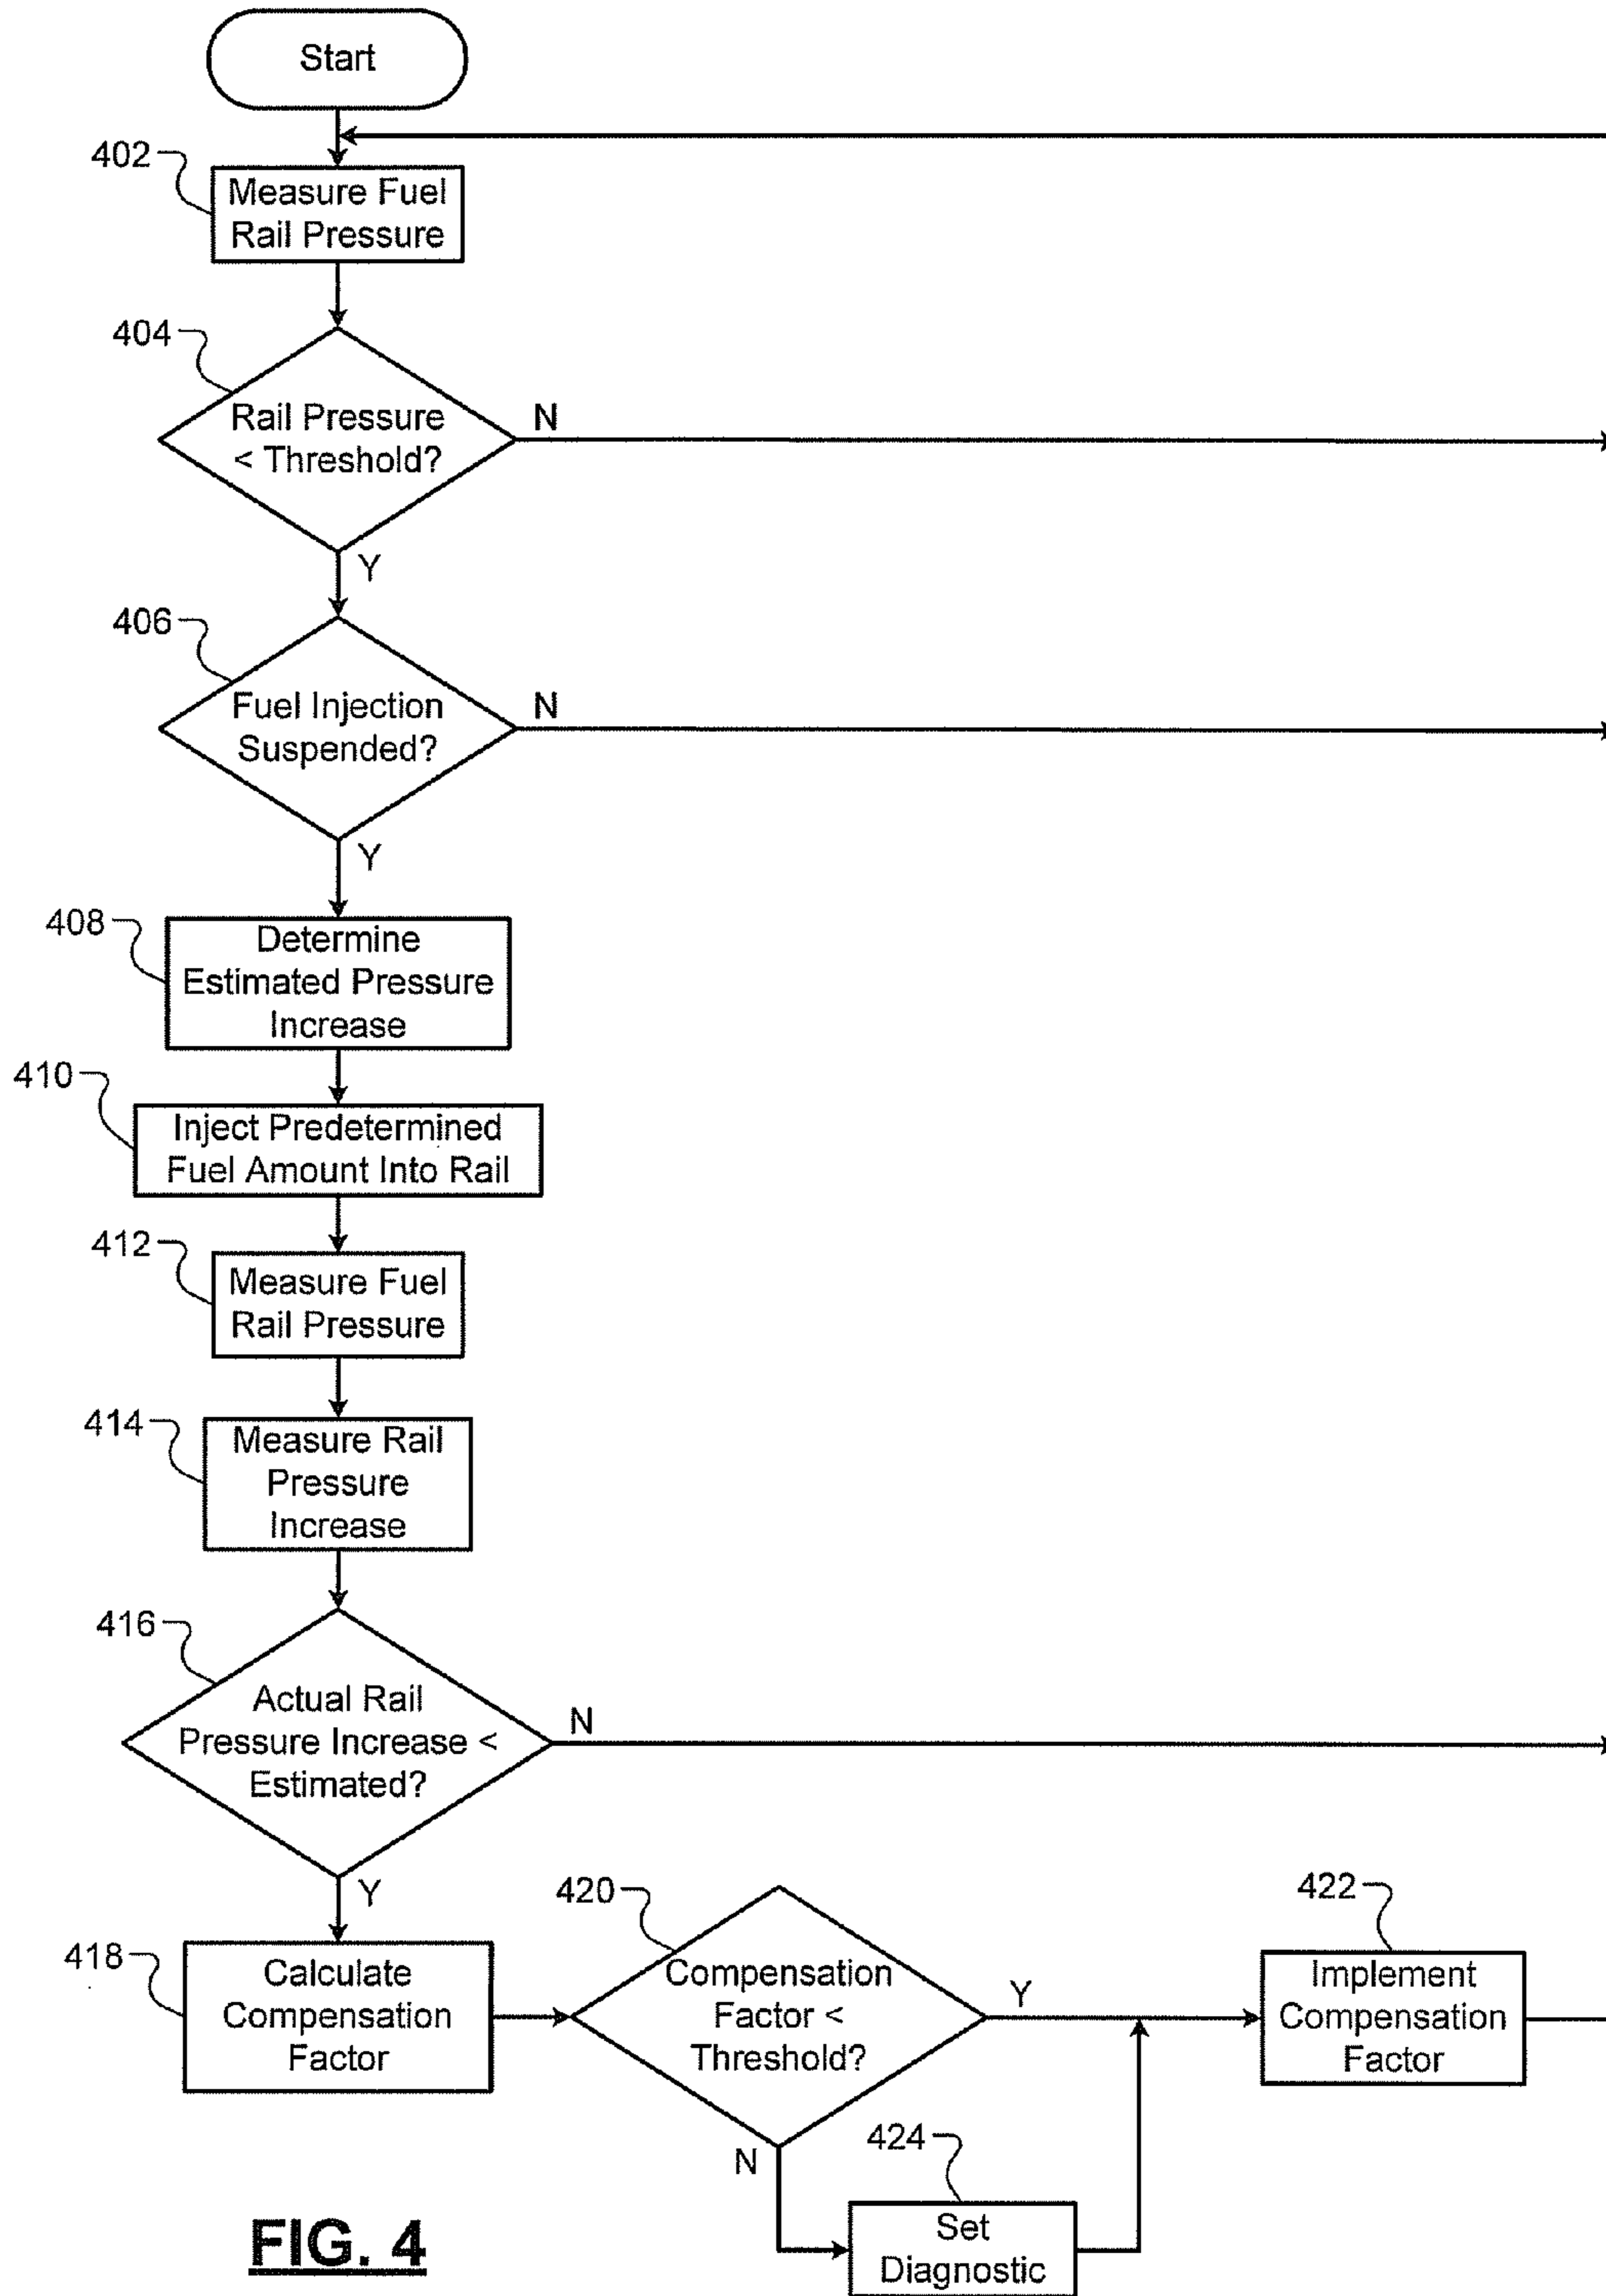 Start
402
Measure Fuel
Rail Pressure
404
Rail Pressure
< Threshold?
N
Y
406
Fuel Injection
Suspended?
N
Y
408
Determine
Estimated Pressure
Increase
410
Inject Predetermined
Fuel Amount Into Rail
412
Measure Fuel
Rail Pressure
414
Measure Rail
Pressure
Increase
416
Actual Rail
Pressure Increase <
Estimated?
N
Y
418
Calculate
Compensation
Factor
420
Compensation
Factor <
Threshold?
Y
N
422
Implement
Compensation
Factor
424
Set
Diagnostic
FIG. 4